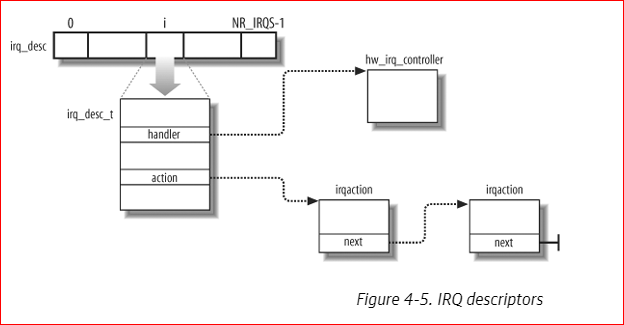 0 i NR_IRQS-1
irq_desc
hw_irq_controller
irq_desc_t
handler
action
irqaction irqaction
next next
Figure 4-5. IRQ descriptors